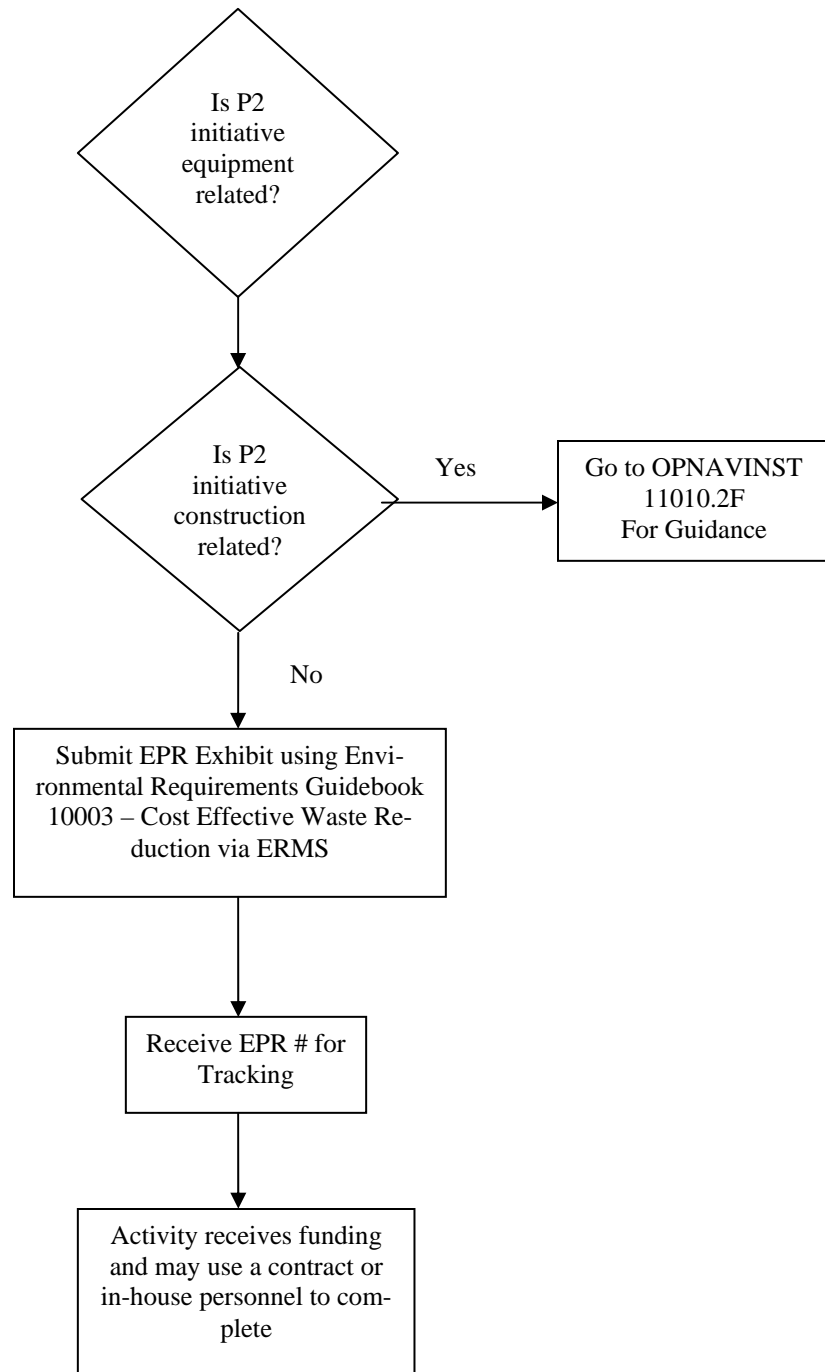 Is P2
initiative
equipment
related?
Is P2
initiative
construction
related?
Yes
Go to OPNAVINST
11010.2F
For Guidance
No
Submit EPR Exhibit using Envi-
ronmental Requirements Guidebook
10003 – Cost Effective Waste Re-
duction via ERMS
Receive EPR # for
Tracking
Activity receives funding
and may use a contract or
in-house personnel to com-
plete